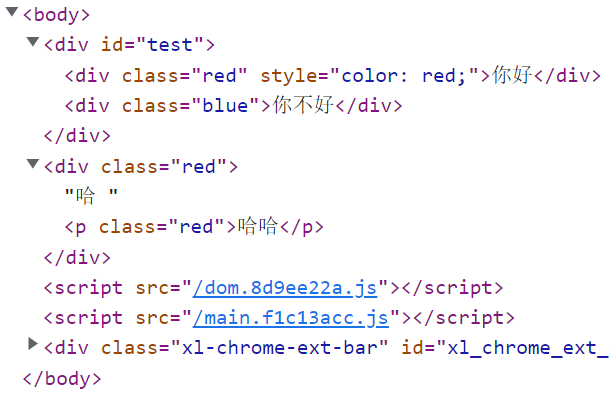 <body>
<div id="test">
<div class="red" style="color: red;">你好</div>
<div class="blue">你不好</div>
</div>
<div class="red">
"哈 "
<p class="red">哈哈</p>
</div>
<script src="/dom.8d9ee22a.js"></script>
<script src="/main.f1c13acc.js"></script>
<div class="xl-chrome-ext-bar" id="xl_chrome_ext_
</body>